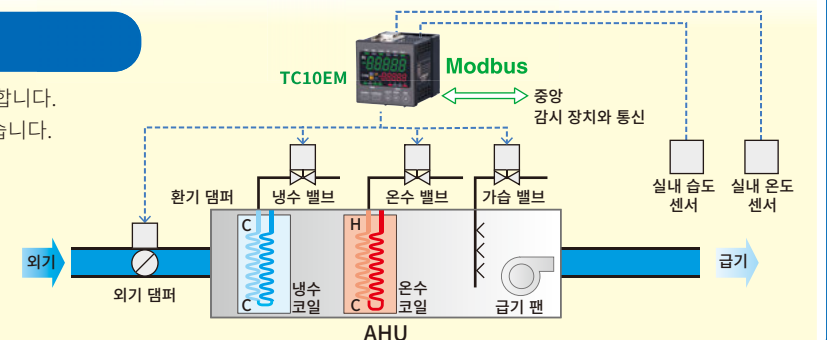 합니다.
습니다.
TC10EM
Modbus
중앙
감시 장치와 통신
실내 습도
센서
실내 온도
센서
환기 댐퍼
냉수 밸브
온수 밸브
가습 밸브
외기
외기 댐퍼
C
C
냉수
코일
H
C
온수
코일
급기 팬
급기
AHU